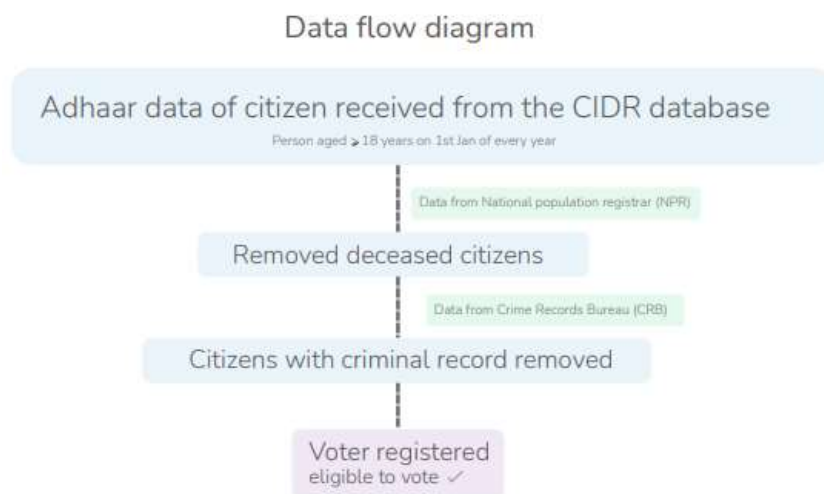 Data flow diagram
Adhaar data of citizen received from the CIDR database
Person aged ⩾ 18 years on 1st Jan of every year
Data from National population registrar (NPR)
Removed deceased citizens
Data from Crime Records Bureau (CRB)
Citizens with criminal record removed
Voter registered
eligible to vote ✓